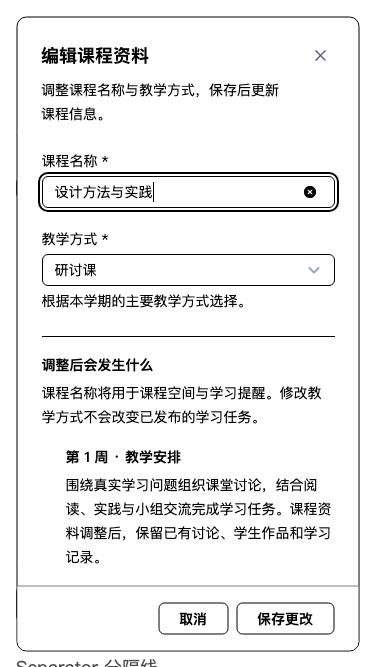 编辑课程资料
调整课程名称与教学方式，保存后更新
课程信息。
课程名称 *
设计方法与实践
教学方式 *
研讨课
根据本学期的主要教学方式选择。
调整后会发生什么
课程名称将用于课程空间与学习提醒。修改教
学方式不会改变已发布的学习任务。
第 1 周 · 教学安排
围绕真实学习问题组织课堂讨论，结合阅
读、实践与小组交流完成学习任务。课程资
料调整后，保留已有讨论、学生作品和学习
记录。
取消
保存更改
Separator 分隔线